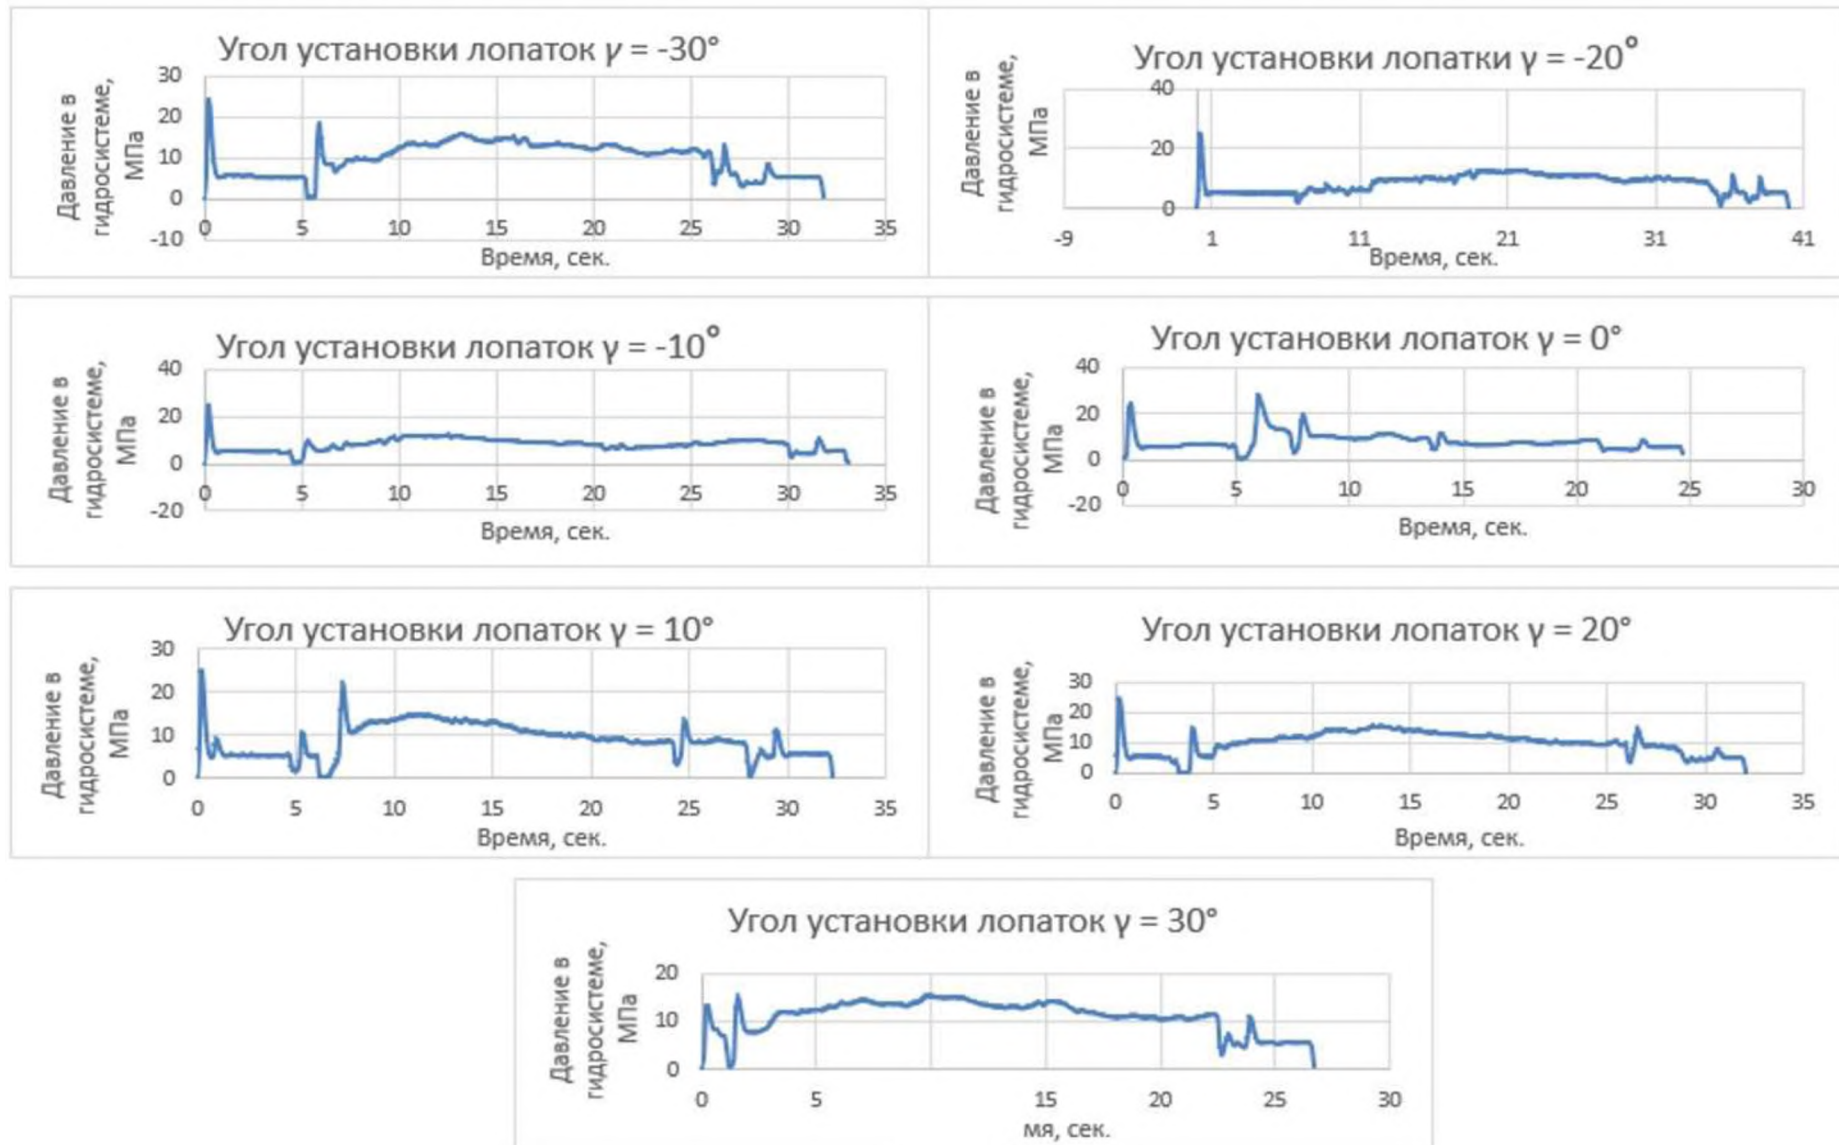 Угол установки лопаток γ = -30°
Давление в
гидросистеме,
МПа
30
20
10
0
-10
0 5 10 15 20 25 30 35
Время, сек.
Угол установки лопатки γ = -20°
Давление в
гидросистеме,
МПа
40
20
0
-9 1 11 21 31 41
Время, сек.
Угол установки лопаток γ = -10°
Давление в
гидросистеме,
МПа
40
20
0
-20
0 5 10 15 20 25 30 35
Время, сек.
Угол установки лопаток γ = 0°
Давление в
гидросистеме,
МПа
40
20
0
-20
0 5 10 15 20 25 30
Время, сек.
Угол установки лопаток γ = 10°
Давление в
гидросистеме,
МПа
30
20
10
0
0 5 10 15 20 25 30 35
Время, сек.
Угол установки лопаток γ = 20°
Давление в
гидросистеме,
МПа
30
20
10
0
0 5 10 15 20 25 30 35
Время, сек.
Угол установки лопаток γ = 30°
Давление в
гидросистеме,
МПа
20
10
0
0 5 15 20 25 30
мя, сек.